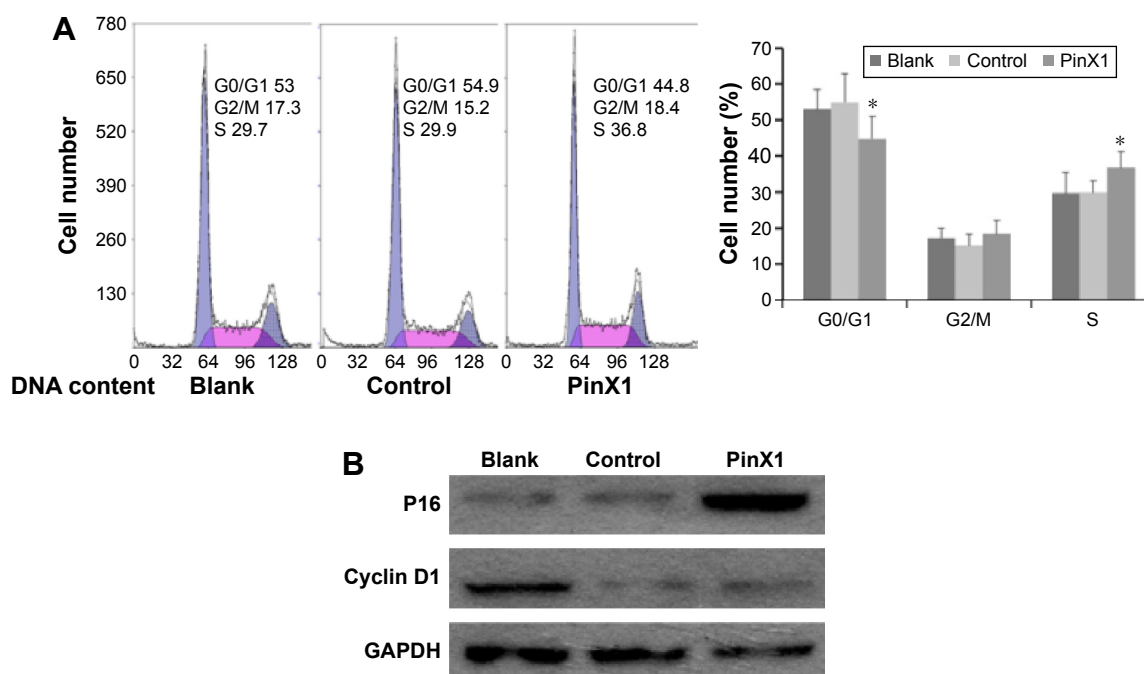 A
780
650
520
390
260
130
Cell number
G0/G1 53
G2/M 17.3
S 29.7
G0/G1 54.9
G2/M 15.2
S 29.9
G0/G1 44.8
G2/M 18.4
S 36.8
0 32 64 96 128
0 32 64 96 128
0 32 64 96 128
DNA content Blank Control PinX1
70
60
50
40
30
20
10
0
Cell number (%)
Blank Control PinX1
*
*
G0/G1 G2/M S
B
Blank Control PinX1
P16
Cyclin D1
GAPDH